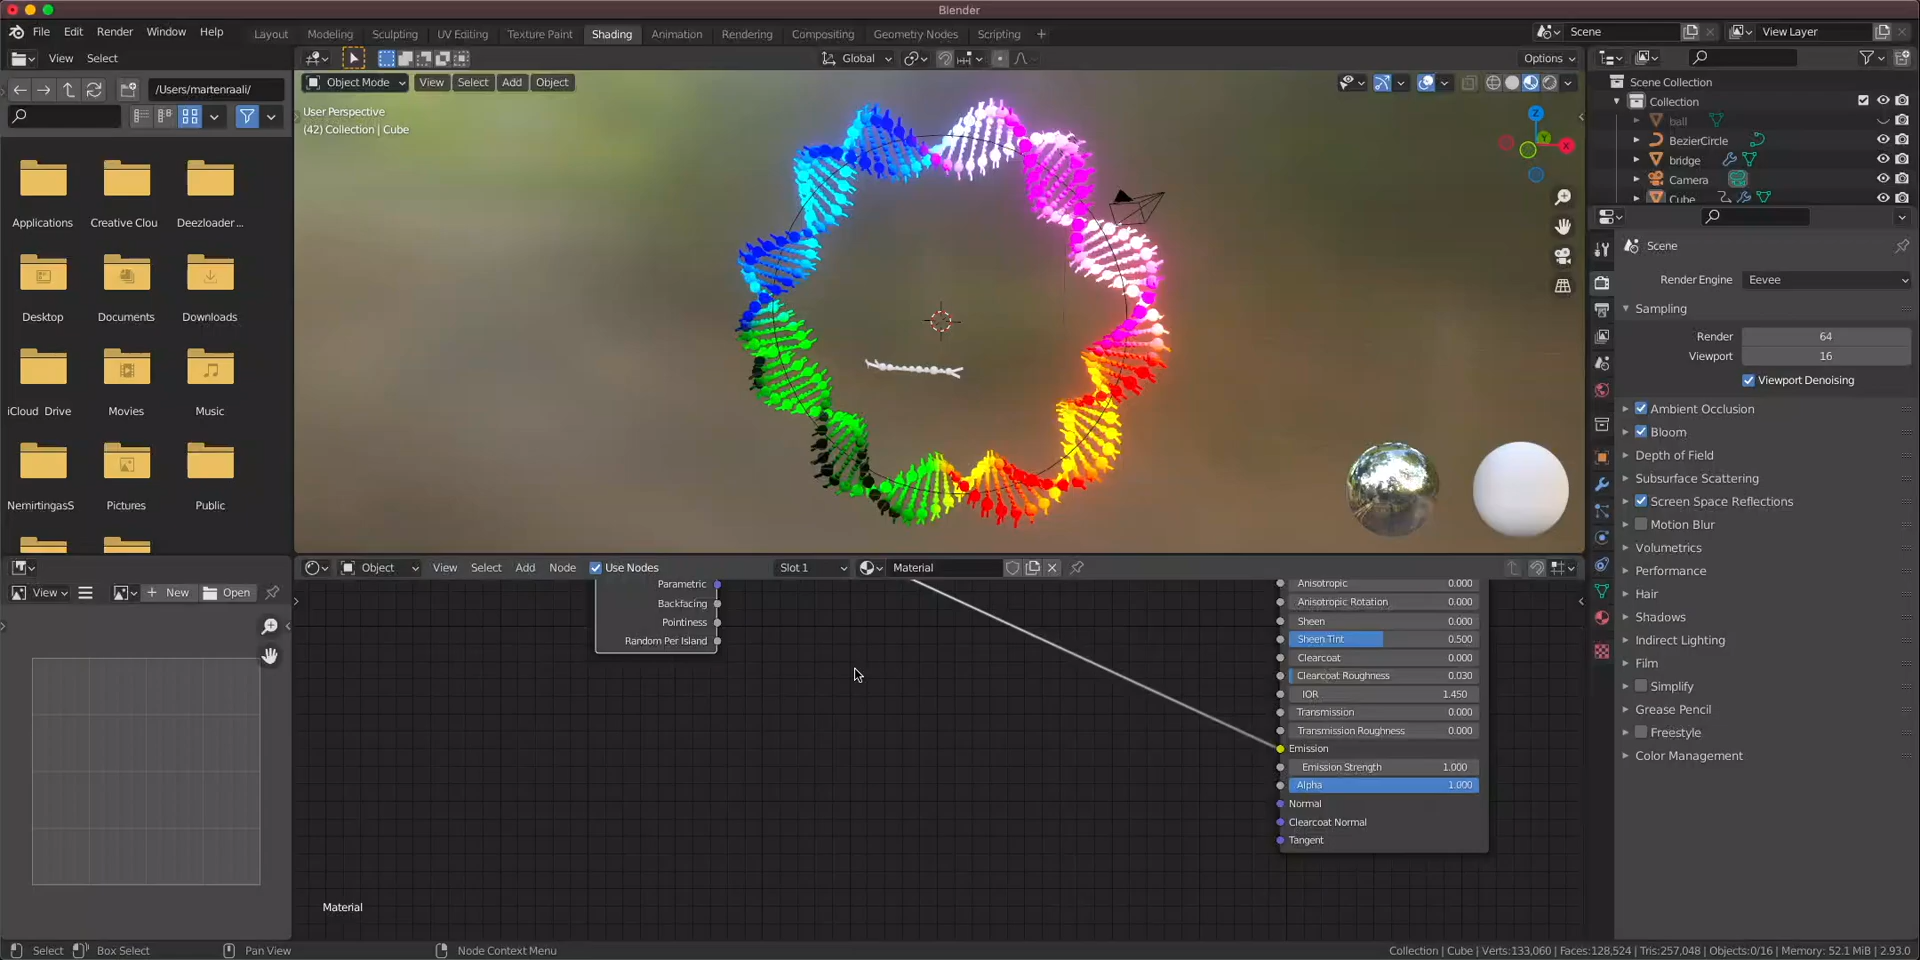 Blender
File Edit Render Window Help Layout Modeling Sculpting UV Editing Texture Paint Shading Animation Rendering Compositing Geometry Nodes Scripting + Scene View Layer
View Select Global Options
/Users/martenraali/
Object Mode View Select Add Object
User Perspective
(42) Collection | Cube
Applications Creative Clou Deezloader...
Desktop Documents Downloads
iCloud Drive Movies Music
NemirtingasS Pictures Public
Z
Y
X
Scene Collection
Collection
ball
BezierCircle
bridge
Camera
Cube
Scene
Render Engine Eevee
Sampling
Render 64
Viewport 16
Viewport Denoising
Ambient Occlusion
Bloom
Depth of Field
Subsurface Scattering
Screen Space Reflections
Motion Blur
Volumetrics
Performance
Hair
Shadows
Indirect Lighting
Film
Simplify
Grease Pencil
Freestyle
Color Management
Object View Select Add Node Use Nodes Slot 1 Material
View New Open
Parametric
Backfacing
Pointiness
Random Per Island
Anisotropic 0.000
Anisotropic Rotation 0.000
Sheen 0.000
Sheen Tint 0.500
Clearcoat 0.000
Clearcoat Roughness 0.030
IOR 1.450
Transmission 0.000
Transmission Roughness 0.000
Emission
Emission Strength 1.000
Alpha 1.000
Normal
Clearcoat Normal
Tangent
Material
Select Box Select Pan View Node Context Menu Collection | Cube | Verts:133,060 | Faces:128,524 | Tris:257,048 | Objects:0/16 | Memory: 52.1 MiB | 2.93.0